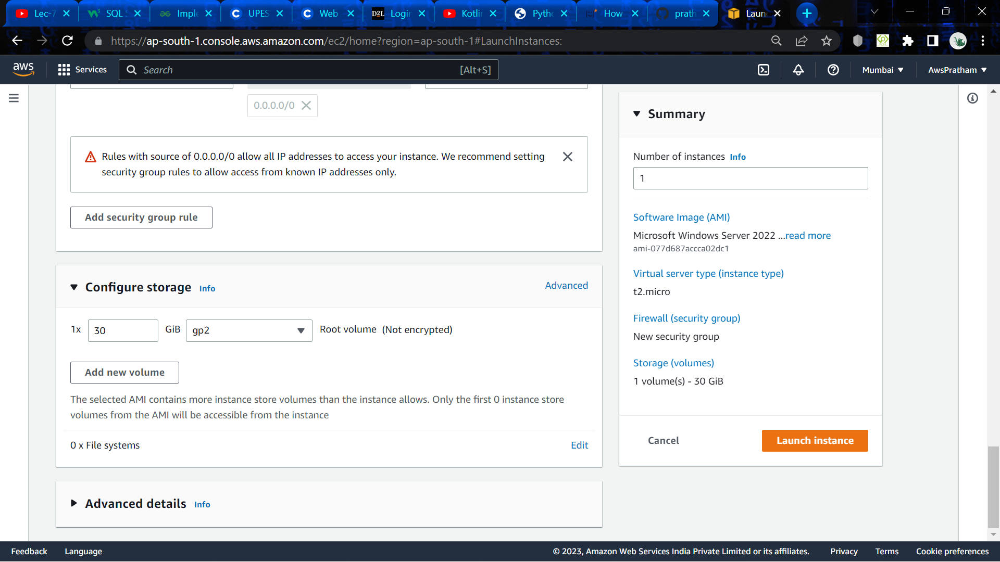 Lec-7
SQL S
Imple
UPES
Web
D2L Login
Kotlin
Pytho
How
prath
Laun
https://ap-south-1.console.aws.amazon.com/ec2/home?region=ap-south-1#LaunchInstances:
aws
Services
Search
[Alt+S]
Mumbai
AwsPratham
0.0.0.0/0
Rules with source of 0.0.0.0/0 allow all IP addresses to access your instance. We recommend setting
security group rules to allow access from known IP addresses only.
Add security group rule
Configure storage Info
Advanced
1x 30 GiB gp2 Root volume (Not encrypted)
Add new volume
The selected AMI contains more instance store volumes than the instance allows. Only the first 0 instance store
volumes from the AMI will be accessible from the instance
0 x File systems
Edit
Advanced details Info
Summary
Number of instances Info
1
Software Image (AMI)
Microsoft Windows Server 2022 ...read more
ami-077d687accca02dc1
Virtual server type (instance type)
t2.micro
Firewall (security group)
New security group
Storage (volumes)
1 volume(s) - 30 GiB
Cancel
Launch instance
Feedback
Language
© 2023, Amazon Web Services India Private Limited or its affiliates.
Privacy
Terms
Cookie preferences